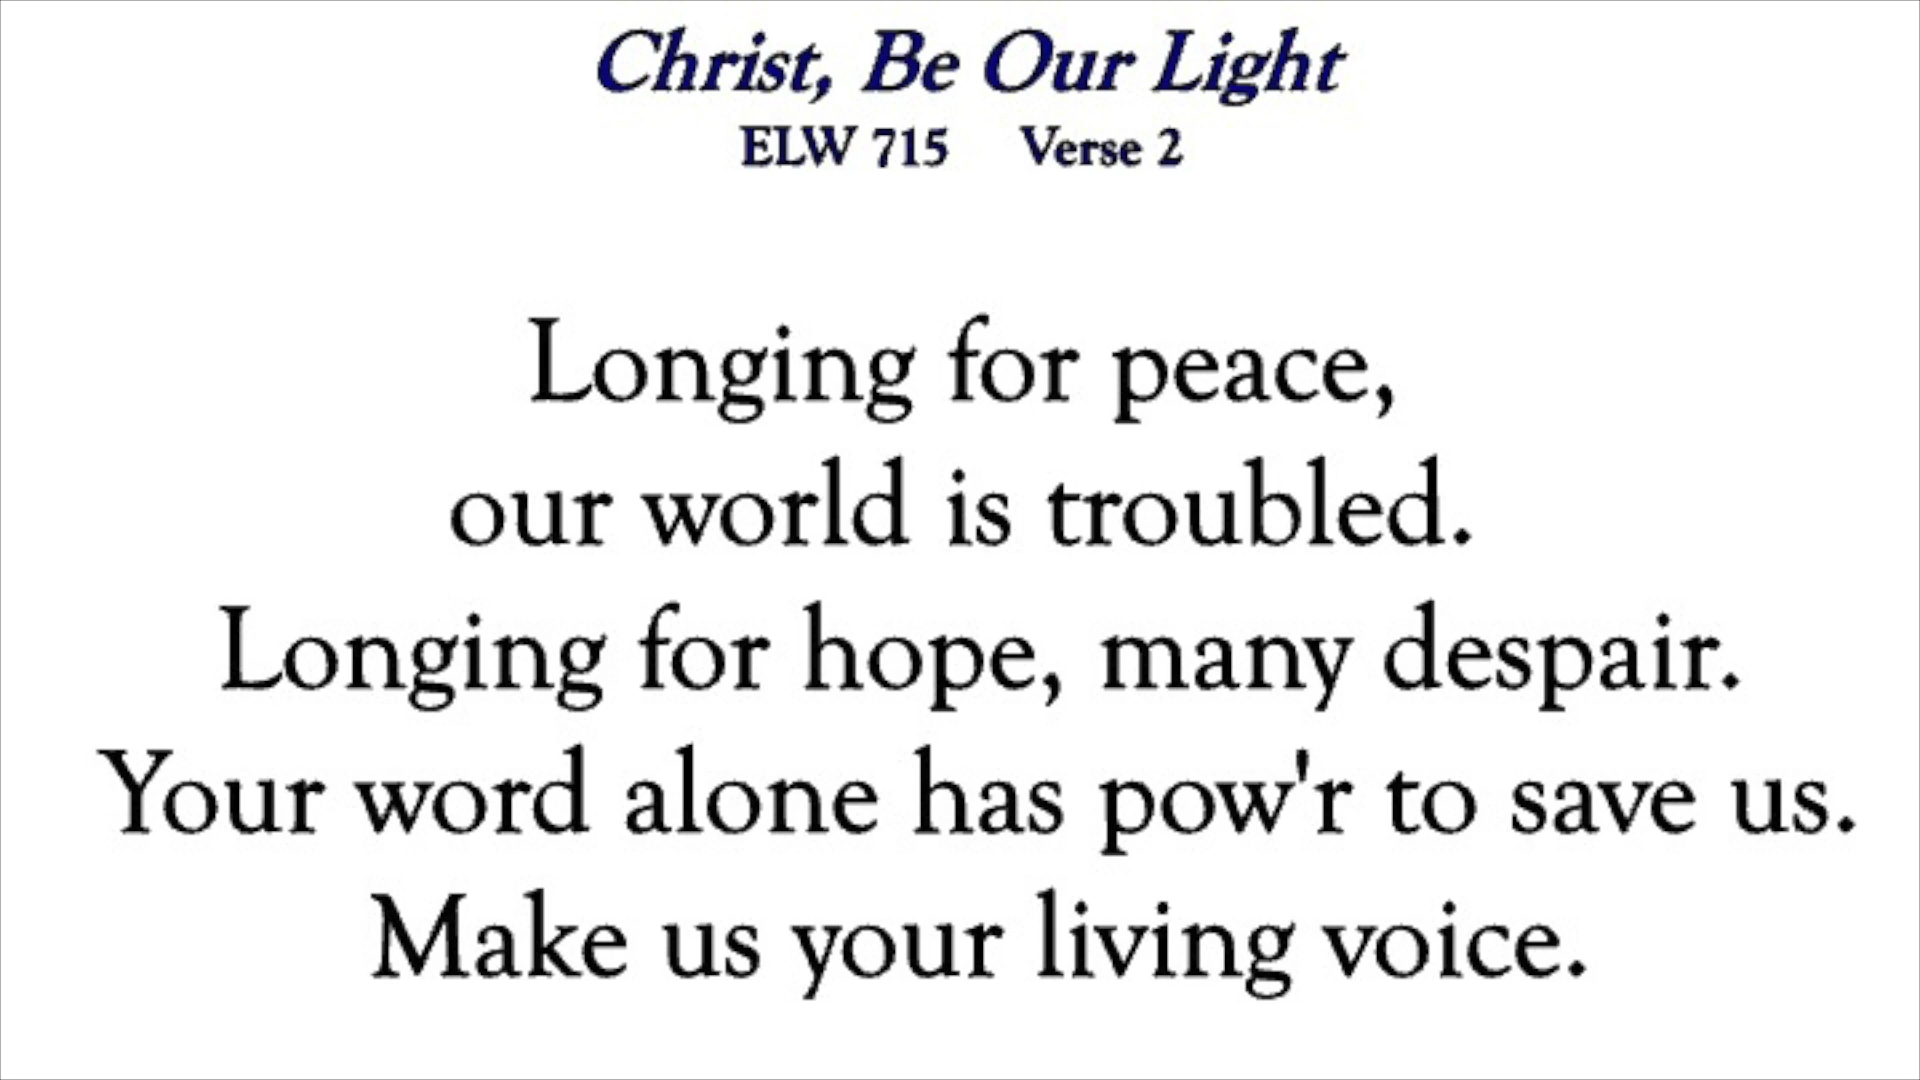 Christ, Be Our Light
ELW 715 Verse 2
Longing for peace,
our world is troubled.
Longing for hope, many despair.
Your word alone has pow'r to save us.
Make us your living voice.